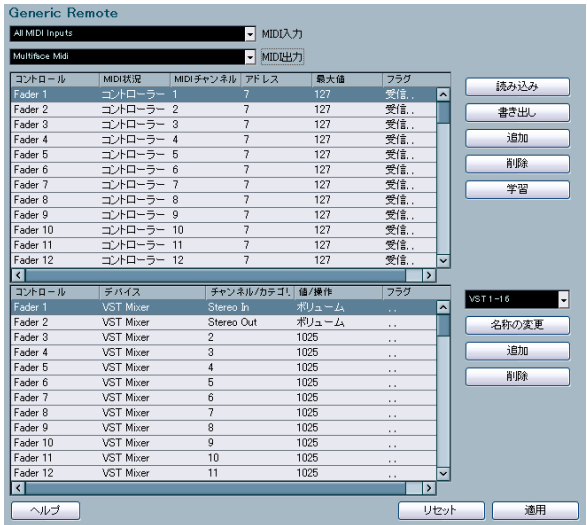 Generic Remote
All MIDI Inputs MIDI入力
Multiface Midi MIDI出力
コントロール MIDI状況 MIDIチャンネル アドレス 最大値 フラグ
Fader 1 コントローラー 1 7 127 受信, .
Fader 2 コントローラー 2 7 127 受信, .
Fader 3 コントローラー 3 7 127 受信, .
Fader 4 コントローラー 4 7 127 受信, .
Fader 5 コントローラー 5 7 127 受信, .
Fader 6 コントローラー 6 7 127 受信, .
Fader 7 コントローラー 7 7 127 受信, .
Fader 8 コントローラー 8 7 127 受信, .
Fader 9 コントローラー 9 7 127 受信, .
Fader 10 コントローラー 10 7 127 受信, .
Fader 11 コントローラー 11 7 127 受信, .
Fader 12 コントローラー 12 7 127 受信, .
読み込み
書き出し
追加
削除
学習
コントロール デバイス チャンネル/カテゴリ. 値/操作 フラグ
Fader 1 VST Mixer Stereo In ボリューム , ,
Fader 2 VST Mixer Stereo Out ボリューム , ,
Fader 3 VST Mixer 2 1025 , ,
Fader 4 VST Mixer 3 1025 , ,
Fader 5 VST Mixer 4 1025 , ,
Fader 6 VST Mixer 5 1025 , ,
Fader 7 VST Mixer 6 1025 , ,
Fader 8 VST Mixer 7 1025 , ,
Fader 9 VST Mixer 8 1025 , ,
Fader 10 VST Mixer 9 1025 , ,
Fader 11 VST Mixer 10 1025 , ,
Fader 12 VST Mixer 11 1025 , ,
VST 1-16
名称の変更
追加
削除
ヘルプ リセット 適用